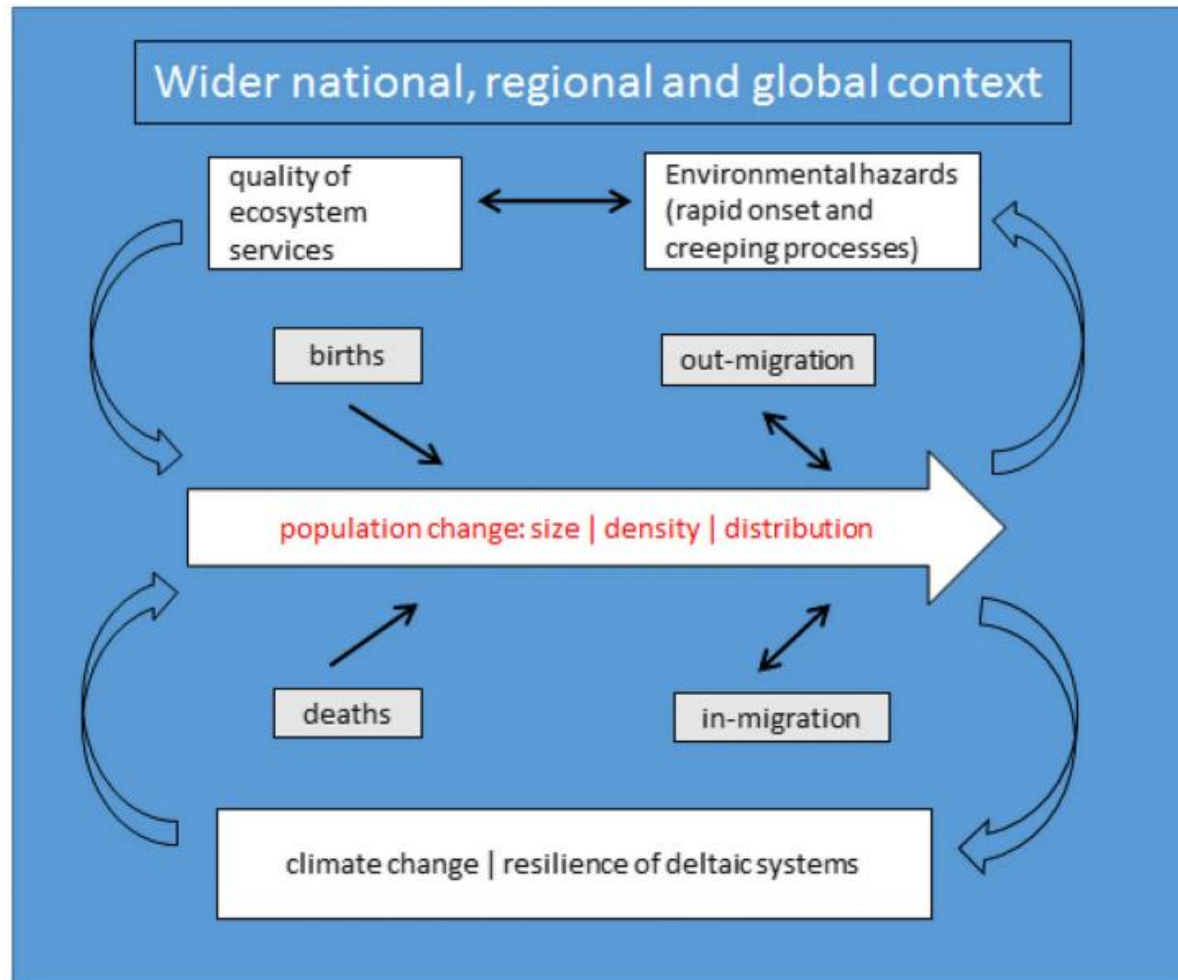 Wider national, regional and global context
quality of
ecosystem
services
Environmental hazards
(rapid onset and
creeping processes)
births
out-migration
population change: size | density | distribution
deaths
in-migration
climate change | resilience of deltaic systems